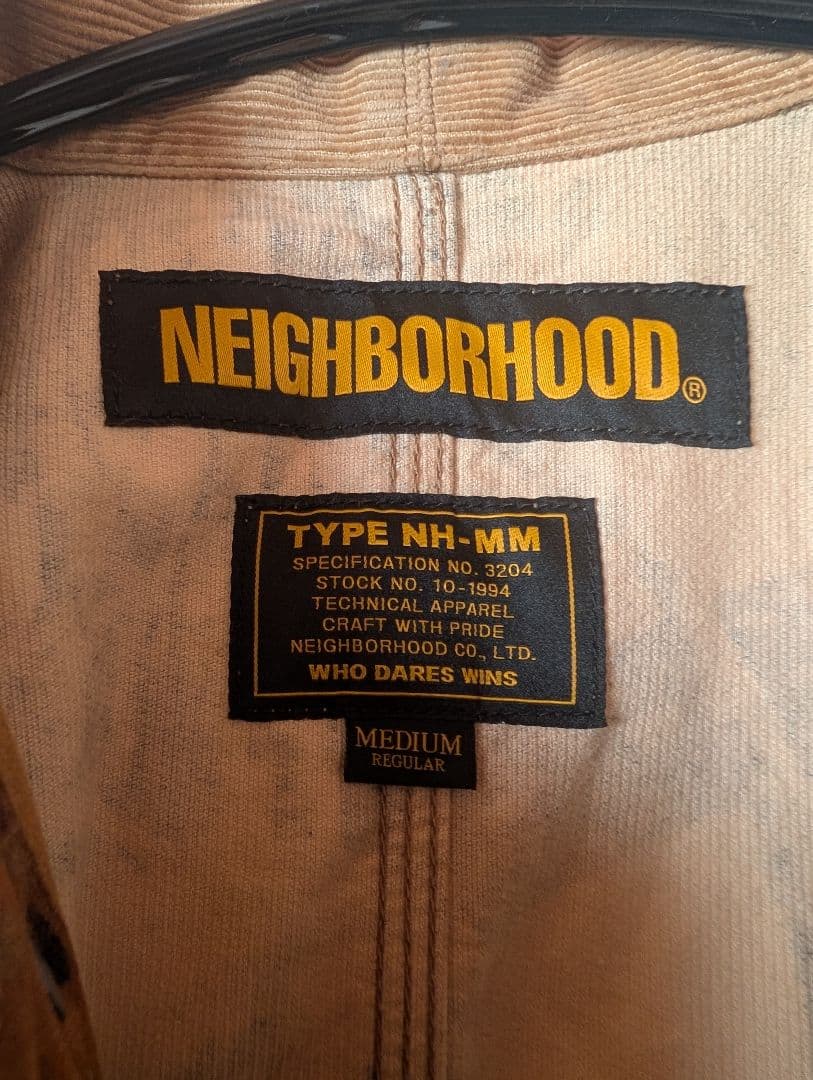 NEIGHBORHOOD®
TYPE NH-MM
SPECIFICATION NO. 3204
STOCK NO. 10-1994
TECHNICAL APPAREL
CRAFT WITH PRIDE
NEIGHBORHOOD CO., LTD.
WHO DARES WINS
MEDIUM
REGULAR